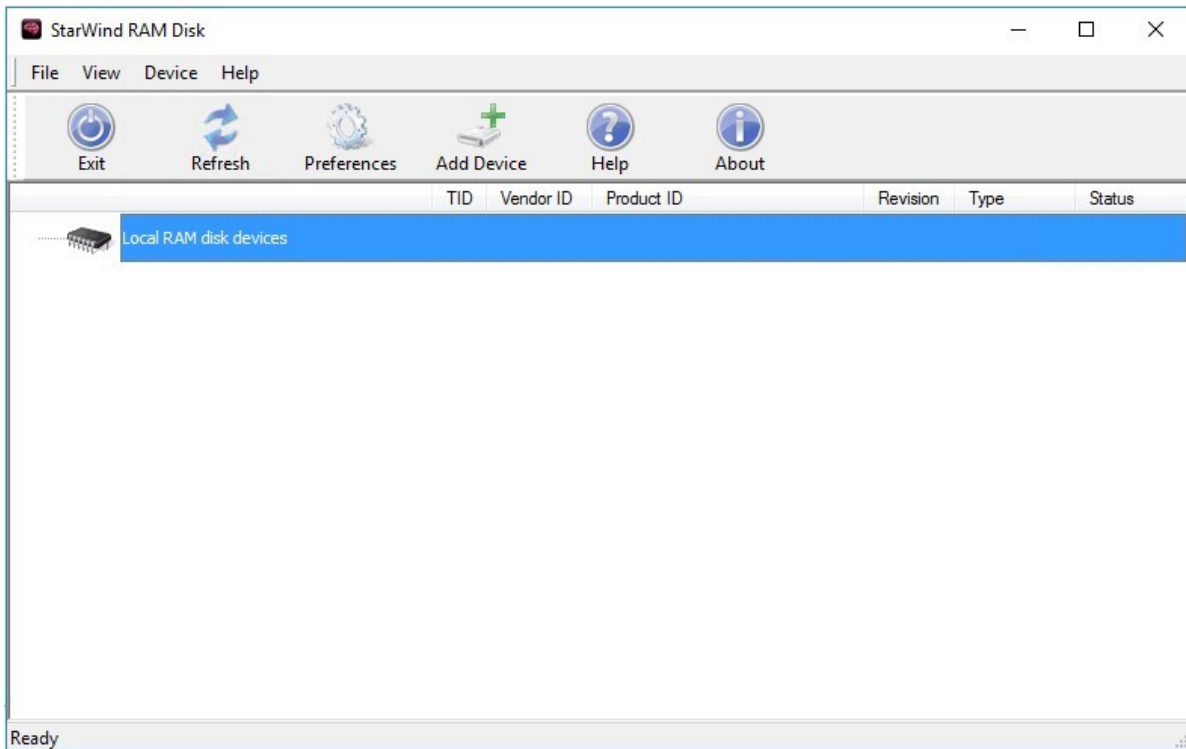 StarWind RAM Disk
File View Device Help
Exit Refresh Preferences Add Device Help About
TID Vendor ID Product ID Revision Type Status
Local RAM disk devices
Ready